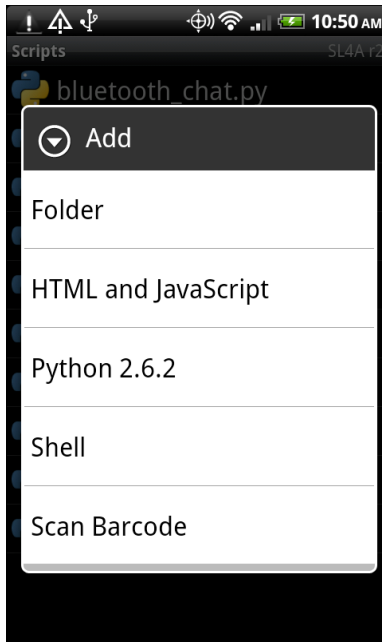 10:50 AM
Scripts SL4A r2
bluetooth_chat.py
Add
Folder
HTML and JavaScript
Python 2.6.2
Shell
Scan Barcode